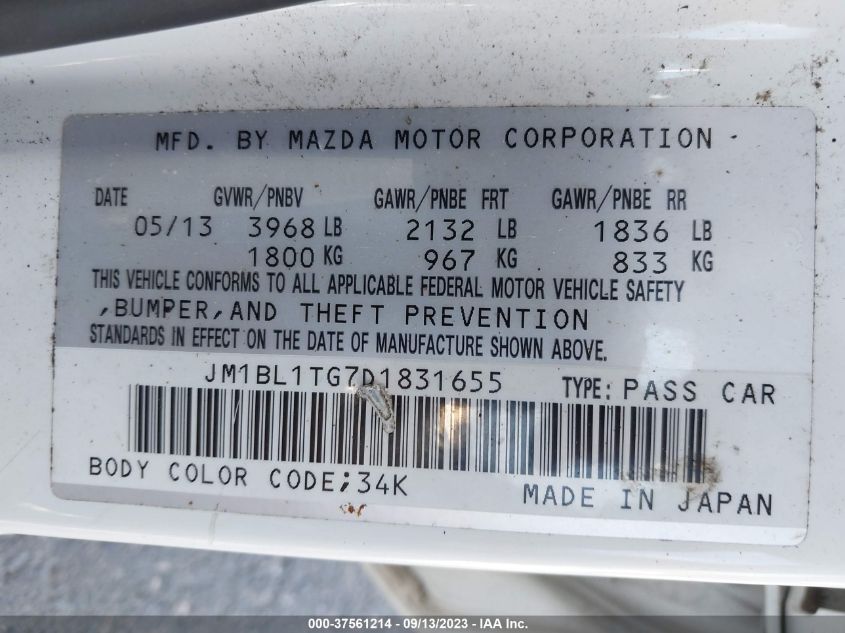 MFD. BY MAZDA MOTOR CORPORATION
DATE GVWR/PNBV GAWR/PNBE FRT GAWR/PNBE RR
05/13 3968 LB 2132 LB 1836 LB
1800 KG 967 KG 833 KG
THIS VEHICLE CONFORMS TO ALL APPLICABLE FEDERAL MOTOR VEHICLE SAFETY
,BUMPER,AND THEFT PREVENTION
STANDARDS IN EFFECT ON THE DATE OF MANUFACTURE SHOWN ABOVE.
JM1BL1TG7D1831655 TYPE: PASS CAR
BODY COLOR CODE;34K
MADE IN JAPAN
000-37561214 - 09/13/2023 - IAA Inc.